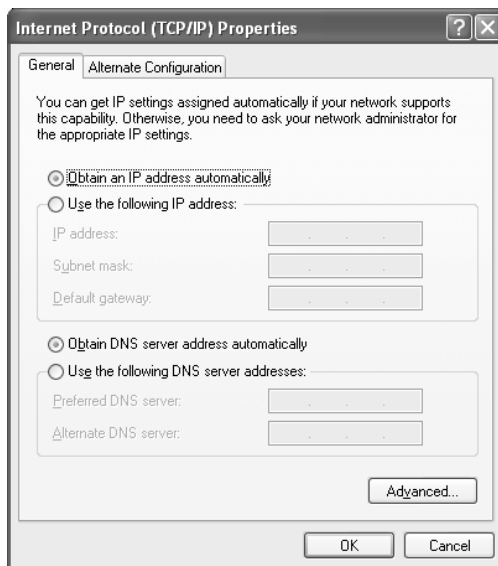 Internet Protocol (TCP/IP) Properties
General
Alternate Configuration
You can get IP settings assigned automatically if your network supports
this capability. Otherwise, you need to ask your network administrator for
the appropriate IP settings.
Obtain an IP address automatically
Use the following IP address:
IP address:
Subnet mask:
Default gateway:
Obtain DNS server address automatically
Use the following DNS server addresses:
Preferred DNS server:
Alternate DNS server:
Advanced...
OK
Cancel